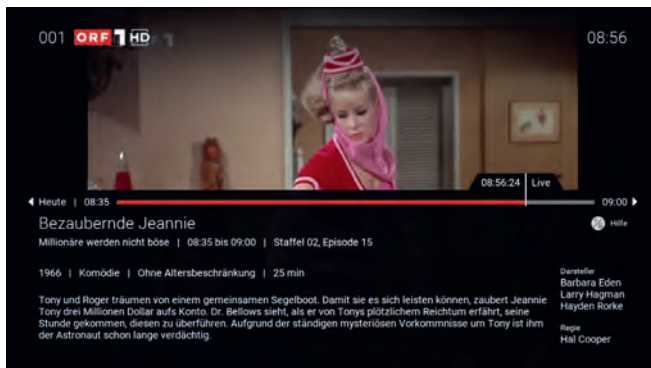 001 ORF 1 HD
08:56
08:56:24 | Live
Heute | 08:35
09:00
Bezaubernde Jeannie
Hilfe
Millionäre werden nicht böse | 08:35 bis 09:00 | Staffel 02, Episode 15
1966 | Komödie | Ohne Altersbeschränkung | 25 min
Tony und Roger träumen von einem gemeinsamen Segelboot. Damit sie es sich leisten können, zaubert Jeannie
Tony drei Millionen Dollar aufs Konto. Dr. Bellows sieht, als er von Tonys plötzlichem Reichtum erfährt, seine
Stunde gekommen, diesen zu überführen. Aufgrund der ständigen mysteriösen Vorkommnisse um Tony ist ihm
der Astronaut schon lange verdächtig.
Darsteller
Barbara Eden
Larry Hagman
Hayden Rorke
Regie
Hal Cooper